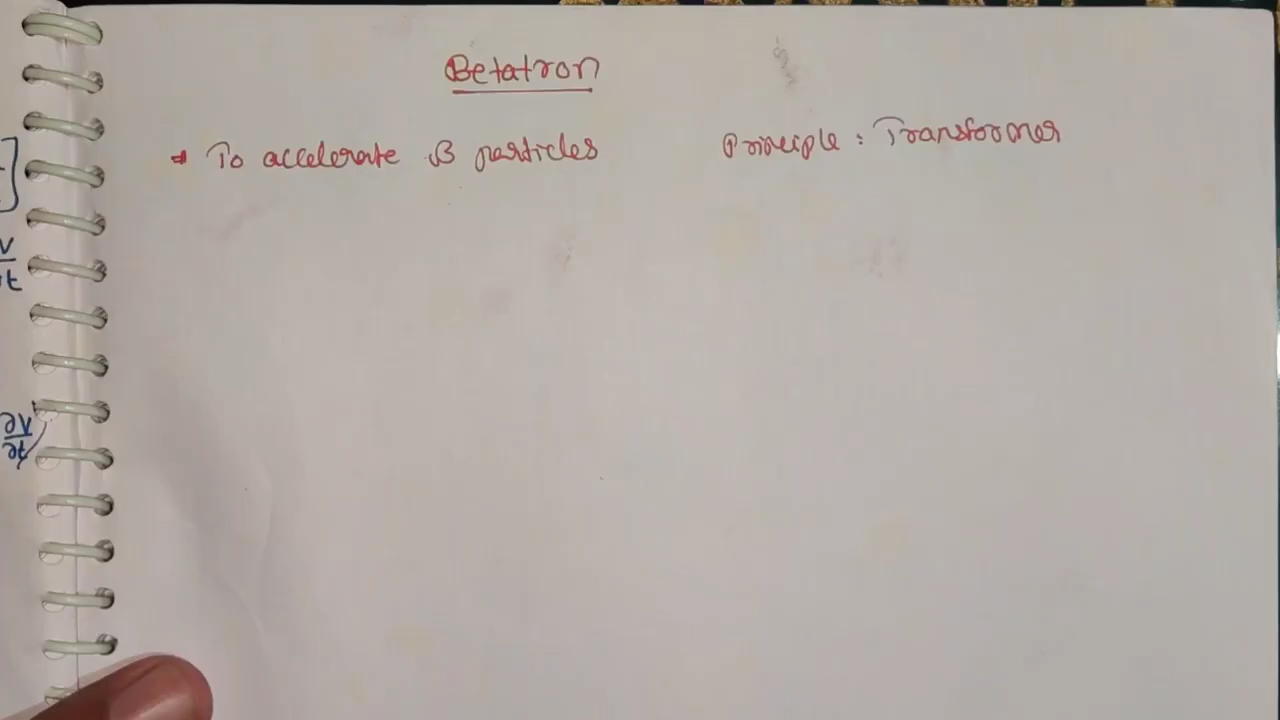 Betatron
To accelerate β particles
Principle : Transformer